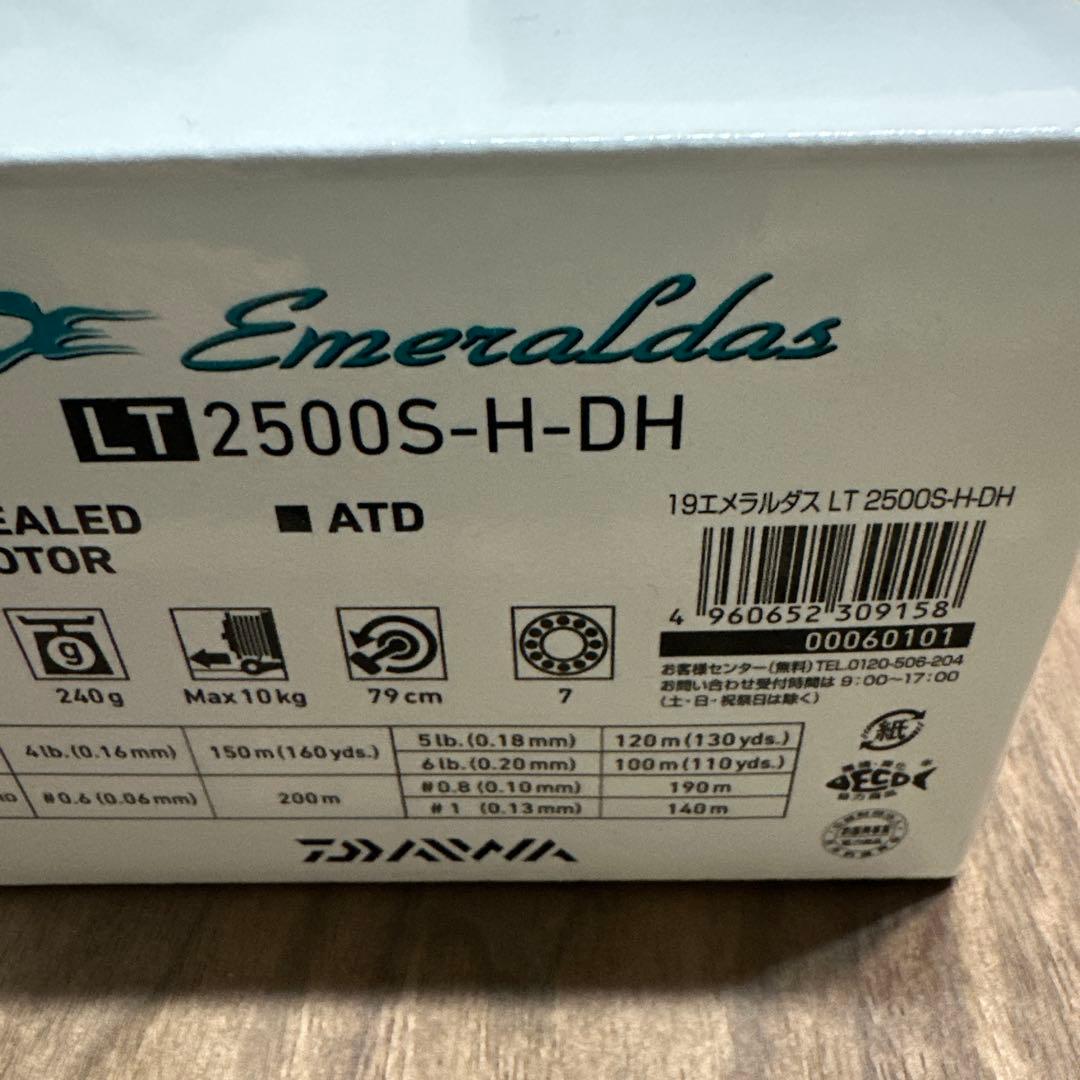 Emeraldas
LT 2500S-H-DH
EALED
OTOR
ATD
19エメラルダス LT 2500S-H-DH
4 960652 309158
00060101
お客様センター(無料)TEL.0120-506-204
お問い合わせ受付時間は 9:00~17:00
(土・日・祝祭日は除く)
g
240g
Max 10kg
79cm
7
4lb.(0.16mm) 150m(160yds.) 5lb.(0.18mm) 120m(130yds.)
6lb.(0.20mm) 100m(110yds.)
#0.6(0.06mm) 200m #0.8(0.10mm) 190m
#1 (0.13mm) 140m
紙
ECD
DAIWA